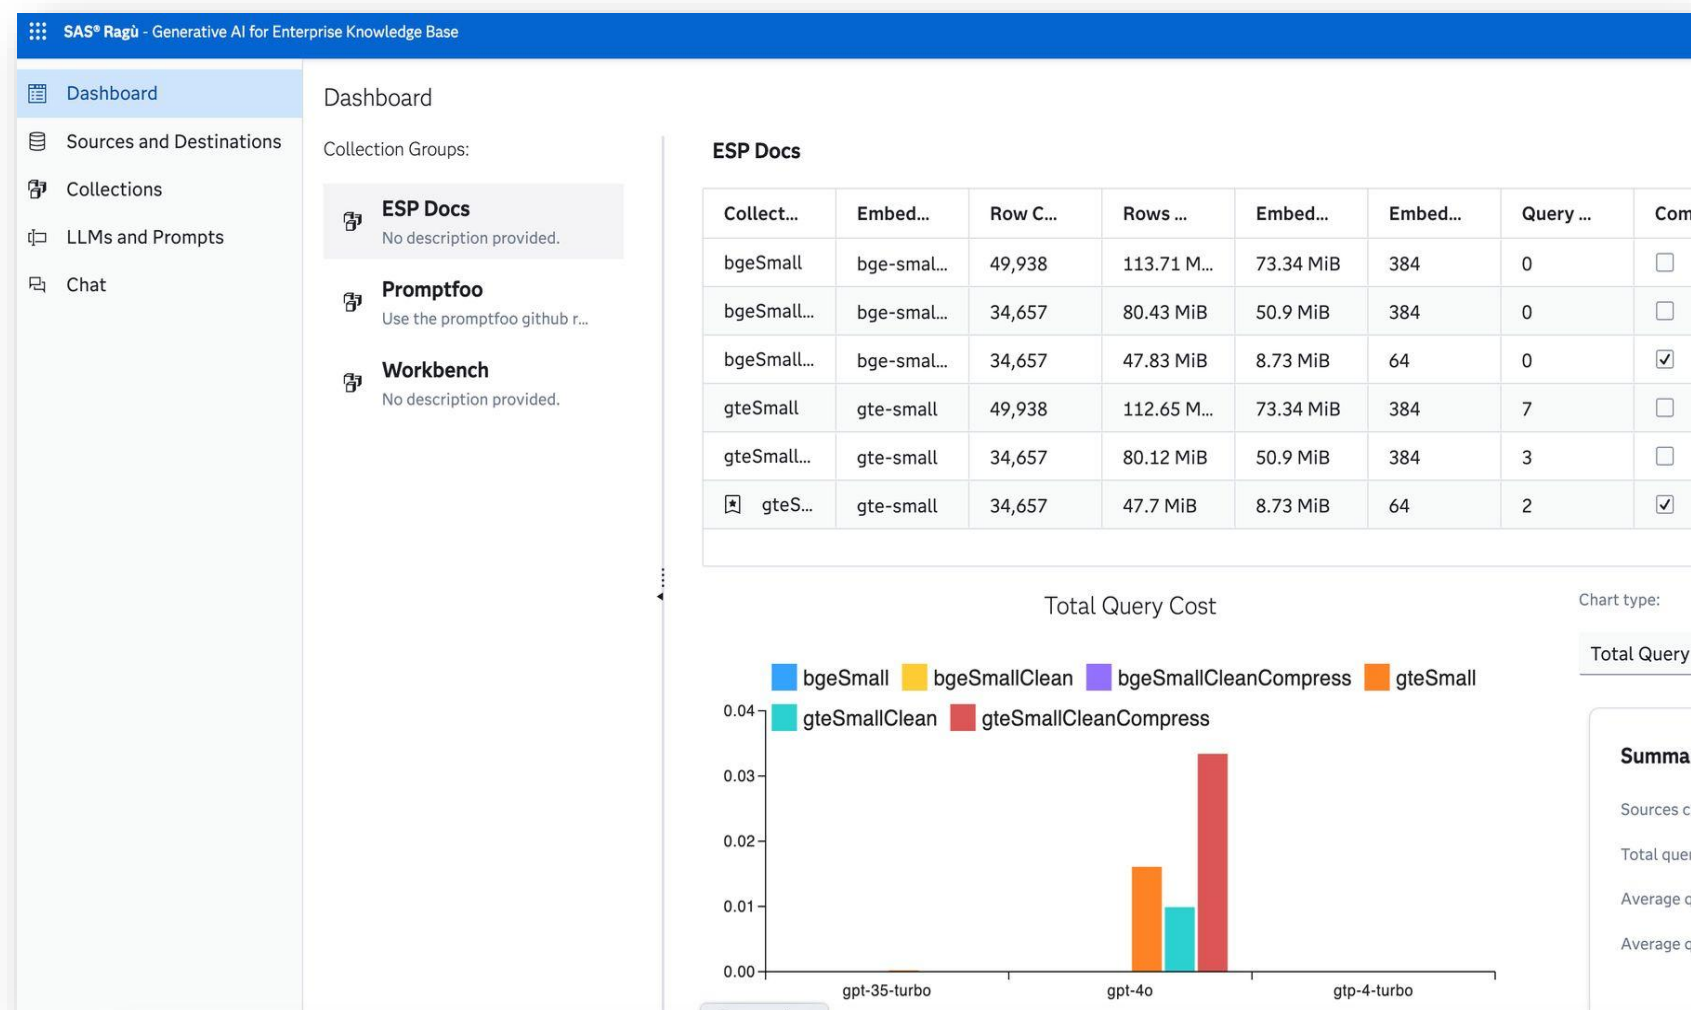 SAS® Ragù - Generative AI for Enterprise Knowledge Base
Dashboard
Sources and Destinations
Collections
LLMs and Prompts
Chat
Dashboard
Collection Groups:
ESP Docs
No description provided.
Promptfoo
Use the promptfoo github r...
Workbench
No description provided.
ESP Docs
Collect... Embed... Row C... Rows ... Embed... Embed... Query ... Com
bgeSmall bge-smal... 49,938 113.71 M... 73.34 MiB 384 0
bgeSmall... bge-smal... 34,657 80.43 MiB 50.9 MiB 384 0
bgeSmall... bge-smal... 34,657 47.83 MiB 8.73 MiB 64 0
gteSmall gte-small 49,938 112.65 M... 73.34 MiB 384 7
gteSmall... gte-small 34,657 80.12 MiB 50.9 MiB 384 3
gteS... gte-small 34,657 47.7 MiB 8.73 MiB 64 2
Total Query Cost
bgeSmall bgeSmallClean bgeSmallCleanCompress gteSmall
gteSmallClean gteSmallCleanCompress
0.04
0.03
0.02
0.01
0.00
gpt-35-turbo gpt-4o gtp-4-turbo
Chart type:
Total Query
Summa
Sources c
Total quer
Average q
Average q